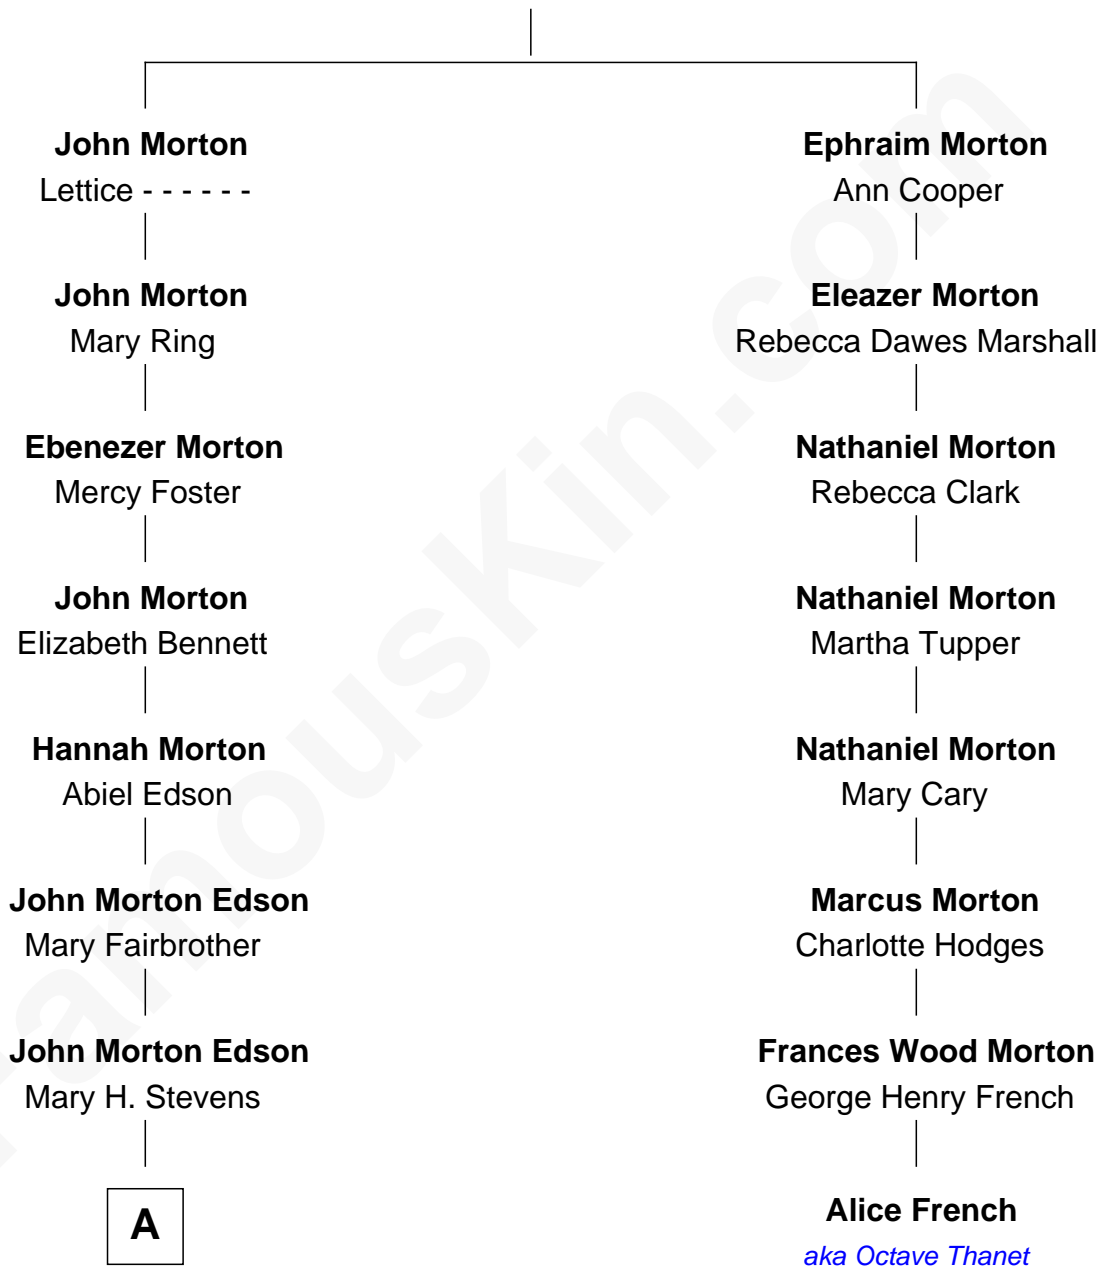 John Morton
Lettice - - - - - -
John Morton
Mary Ring
Ebenezer Morton
Mercy Foster
John Morton
Elizabeth Bennett
Hannah Morton
Abiel Edson
John Morton Edson
Mary Fairbrother
John Morton Edson
Mary H. Stevens
A
Ephraim Morton
Ann Cooper
Eleazer Morton
Rebecca Dawes Marshall
Nathaniel Morton
Rebecca Clark
Nathaniel Morton
Martha Tupper
Nathaniel Morton
Mary Cary
Marcus Morton
Charlotte Hodges
Frances Wood Morton
George Henry French
Alice French
aka Octave Thanet
FamousKin.com